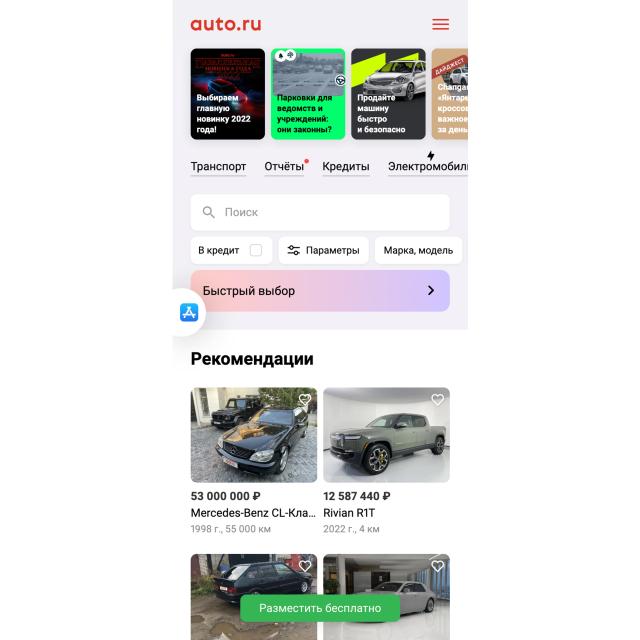 auto.ru
Выбираем
главную
новинку 2022
года!
Парковки для
ведомств и
учреждений:
они законны?
Продайте
машину
быстро
и безопасно
ДАЙДЖЕСТ
Changa
«Янтарь
кроссов
важное
за день
Транспорт
Отчёты
Кредиты
Электромобил
Поиск
В кредит
Параметры
Марка, модель
Быстрый выбор
Рекомендации
53 000 000 ₽
Mercedes-Benz CL-Кла...
1998 г., 55 000 км
12 587 440 ₽
Rivian R1T
2022 г., 4 км
Разместить бесплатно